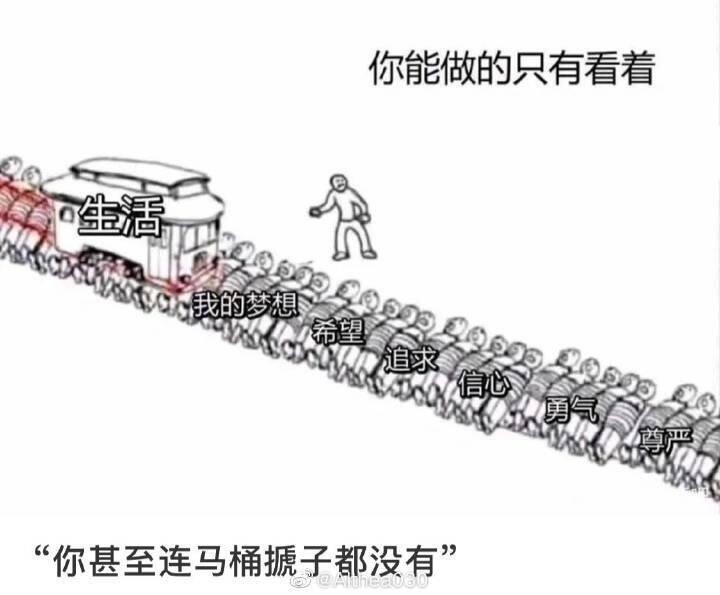 你能做的只有看着
生活
我的梦想
希望
追求
信心
勇气
尊严
“你甚至连马桶搋子都没有”
@Althea030